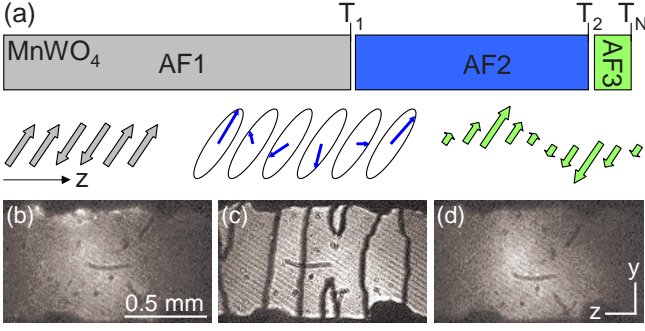 (a)
T1 T2 TN
MnWO4
AF1 AF2 AF3
z
(b) (c) (d)
0.5 mm
y
z